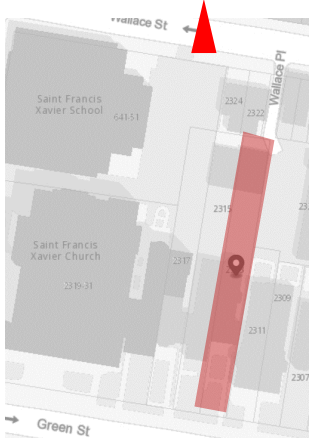 Wallace St
Wallace Pl
2324
2322
Saint Francis
Xavier School
641-51
2315
Saint Francis
Xavier Church
2319-31
2317
2309
2311
2307
Green St